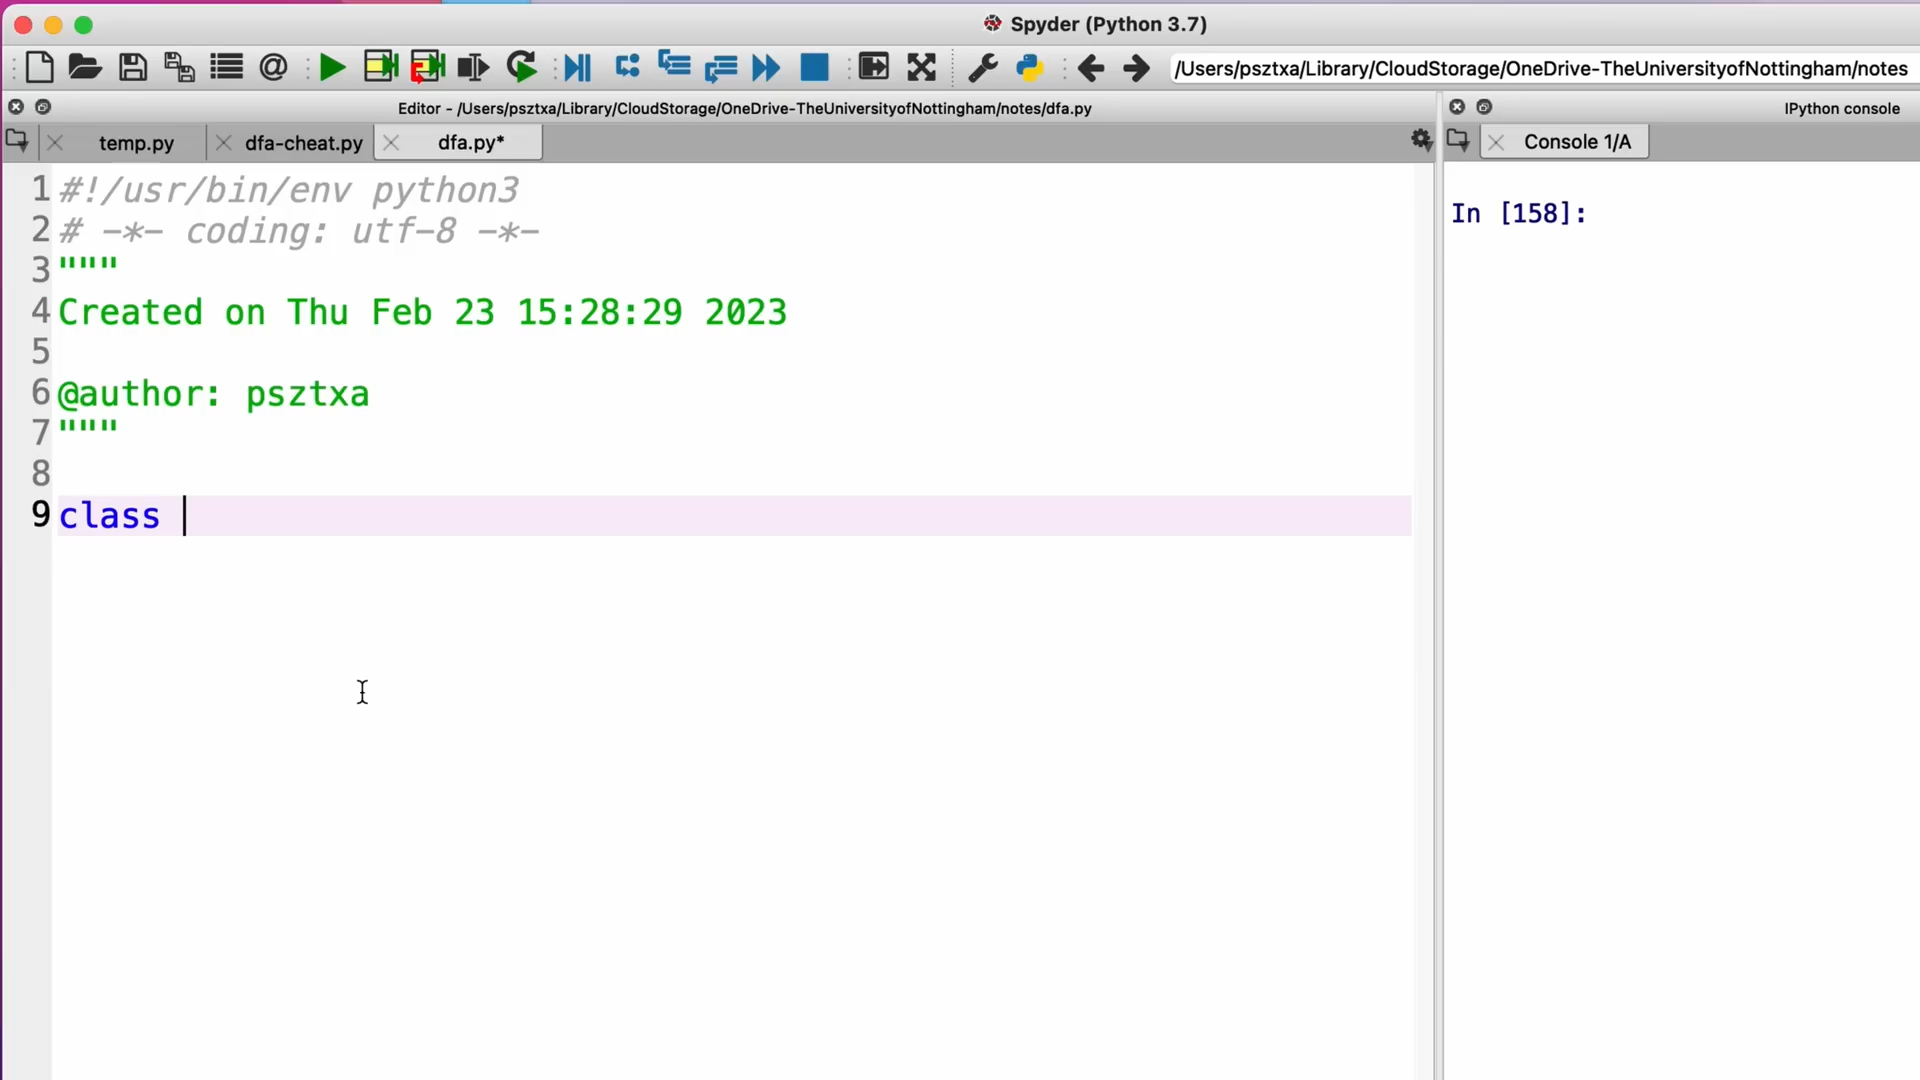 Spyder (Python 3.7)
/Users/psztxa/Library/CloudStorage/OneDrive-TheUniversityofNottingham/notes
Editor - /Users/psztxa/Library/CloudStorage/OneDrive-TheUniversityofNottingham/notes/dfa.py
IPython console
temp.py
dfa-cheat.py
dfa.py*
Console 1/A
1 #!/usr/bin/env python3
2 # -*- coding: utf-8 -*-
3 """
4 Created on Thu Feb 23 15:28:29 2023
5
6 @author: psztxa
7 """
8
9 class
In [158]: